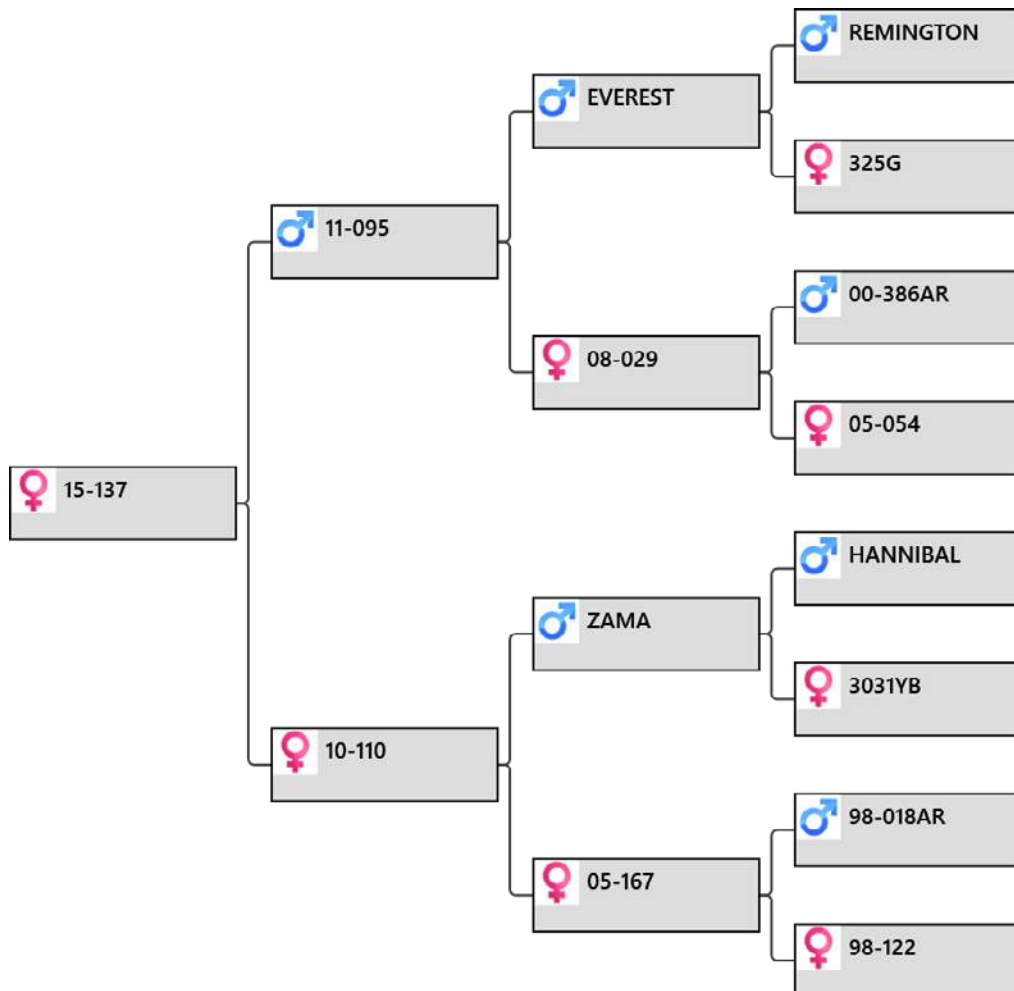 REMINGTON
EVEREST
325G
11-095
00-386AR
08-029
05-054
15-137
HANNIBAL
ZAMA
3031YB
10-110
98-018AR
05-167
98-122